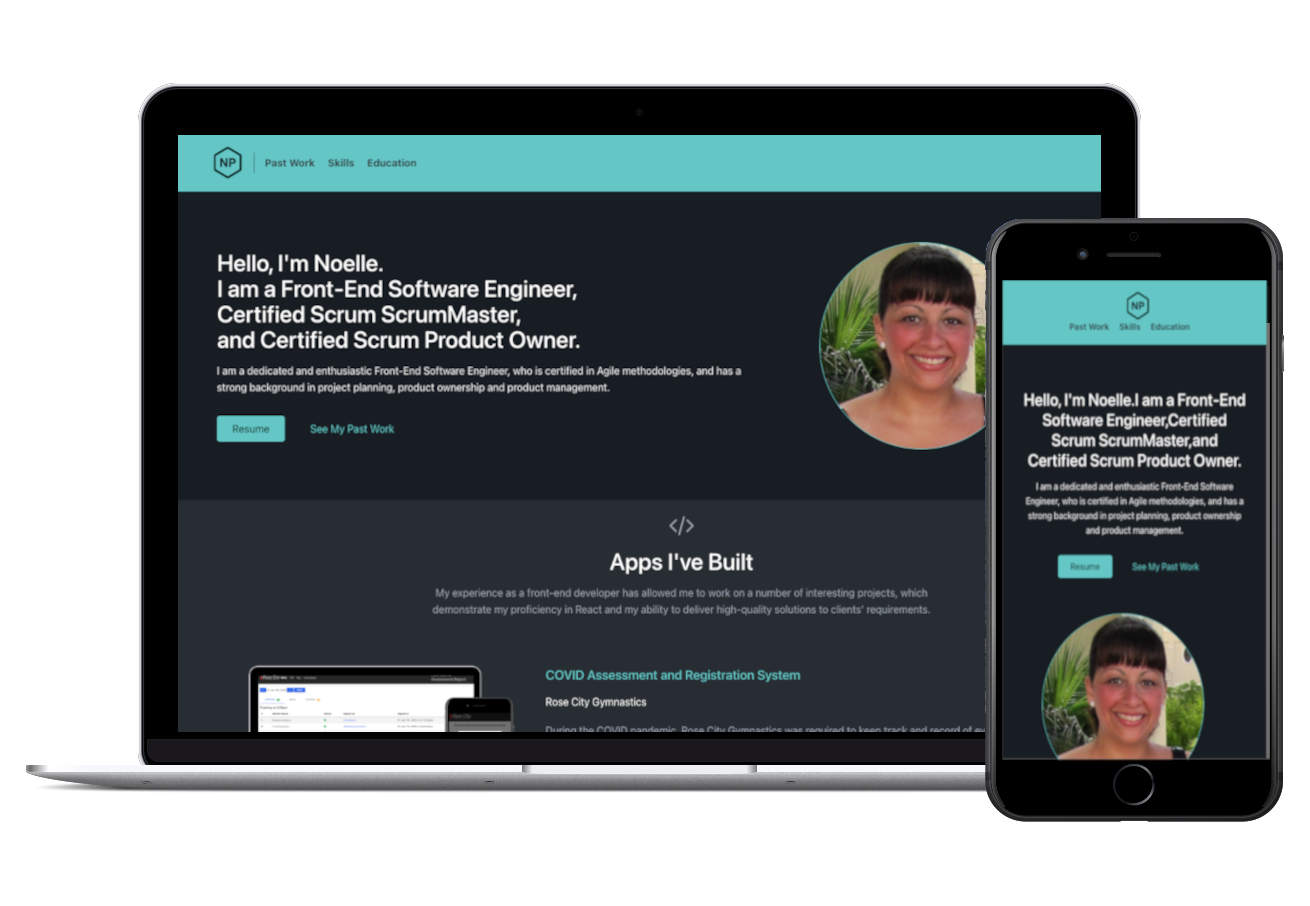 NP
Past Work Skills Education
Hello, I'm Noelle.
I am a Front-End Software Engineer,
Certified Scrum ScrumMaster,
and Certified Scrum Product Owner.
I am a dedicated and enthusiastic Front-End Software Engineer, who is certified in Agile methodologies, and has a
strong background in project planning, product ownership and product management.
Resume See My Past Work
</>
Apps I've Built
My experience as a front-end developer has allowed me to work on a number of interesting projects, which
demonstrate my proficiency in React and my ability to deliver high-quality solutions to clients' requirements.
COVID Assessment and Registration System
Rose City Gymnastics
During the COVID pandemic, Rose City Gymnastics was required to keep track and record of
NP
Past Work Skills Education
Hello, I'm Noelle.I am a Front-End
Software Engineer,Certified
Scrum ScrumMaster,and
Certified Scrum Product Owner.
I am a dedicated and enthusiastic Front-End Software
Engineer, who is certified in Agile methodologies, and has a
strong background in project planning, product ownership
and product management.
Resume See My Past Work